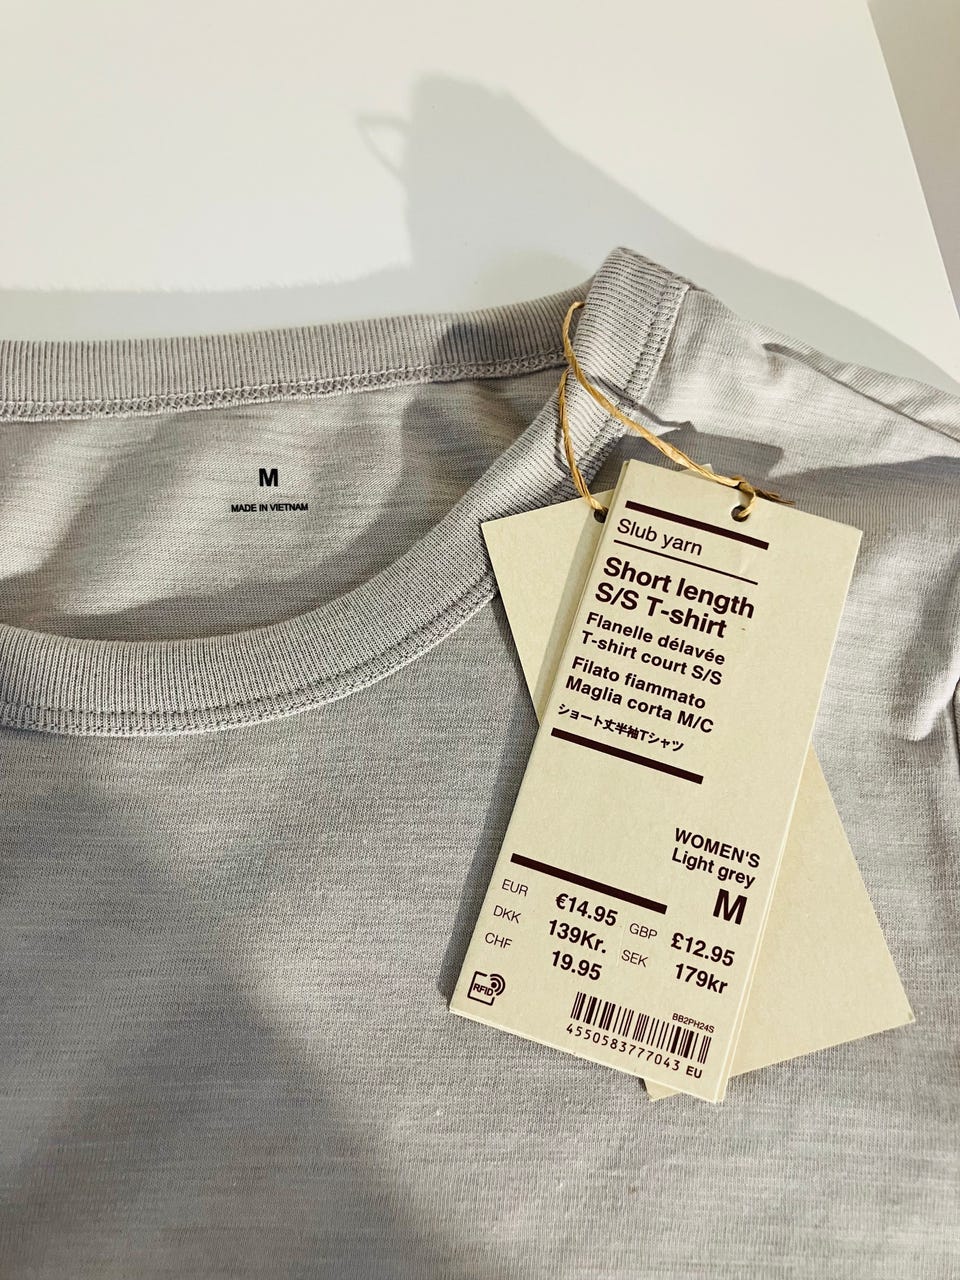 M
MADE IN VIETNAM
Slub yarn
Short length
S/S T-shirt
Flanelle délavée
T-shirt court S/S
Filato fiammato
Maglia corta M/C
ショート丈半袖Tシャツ
WOMEN'S
Light grey
M
EUR €14.95 GBP £12.95
DKK 139Kr. SEK 179kr
CHF 19.95
RFID
BB2PH24S
4550583777043 EU